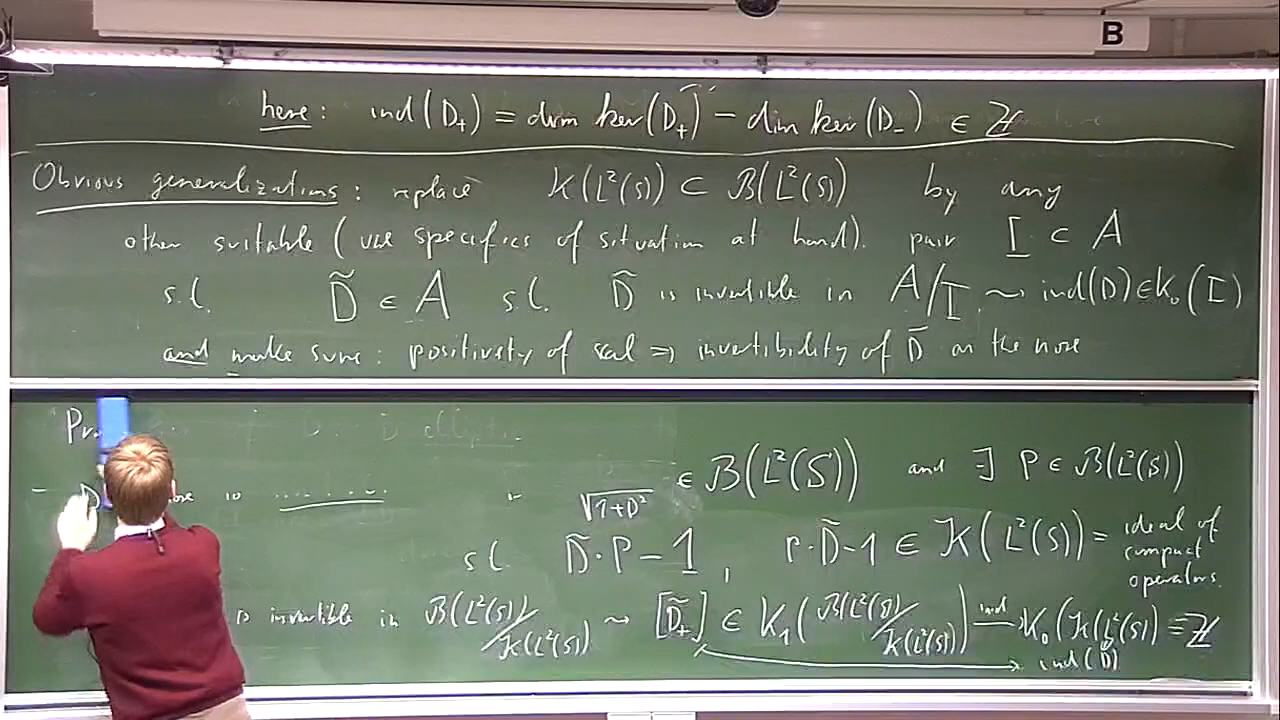 B
here: ind(D₊) = dim ker(D₊) - dim ker(D₋) ∈ ℤ
Obvious generalizations: replace K(L²(S)) ⊂ B(L²(S)) by any
other suitable (use specifics of situation at hand). pair I ⊂ A
s.t. D̃ ∈ A s.t. D̃ is invertible in A/I ⇝ ind(D) ∈ K₀(I)
and make sure: positivity of scal ⇒ invertibility of D̃ on the nose
∈ B(L²(S)) and ∃ P ∈ B(L²(S))
√1+D²
s.t. D̃·P - 1, P·D̃ - 1 ∈ K(L²(S)) = ideal of compact operators.
is invertible in B(L²(S))/K(L²(S)) ⇝ [D̃₊] ∈ K₁(B(L²(S))/K(L²(S))) ind→ K₀(K(L²(S)) = ℤ
ind(D)